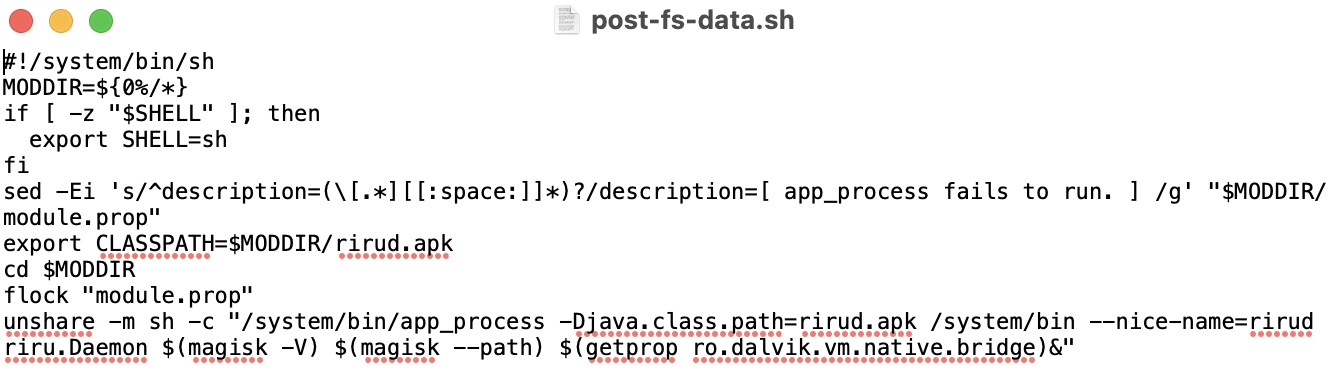 post-fs-data.sh
#!/system/bin/sh
MODDIR=${0%/*}
if [ -z "$SHELL" ]; then
  export SHELL=sh
fi
sed -Ei 's/^description=(\[.*][[:space:]]*)?/description=[ app_process fails to run. ] /g' "$MODDIR/
module.prop"
export CLASSPATH=$MODDIR/rirud.apk
cd $MODDIR
flock "module.prop"
unshare -m sh -c "/system/bin/app_process -Djava.class.path=rirud.apk /system/bin --nice-name=rirud
riru.Daemon $(magisk -V) $(magisk --path) $(getprop ro.dalvik.vm.native.bridge)&"